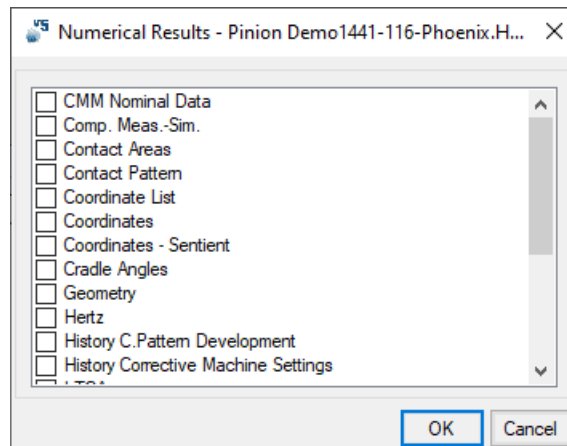 V5 Numerical Results - Pinion Demo1441-116-Phoenix.H...
CMM Nominal Data
Comp. Meas.-Sim.
Contact Areas
Contact Pattern
Coordinate List
Coordinates
Coordinates - Sentient
Cradle Angles
Geometry
Hertz
History C.Pattern Development
History Corrective Machine Settings
OK Cancel